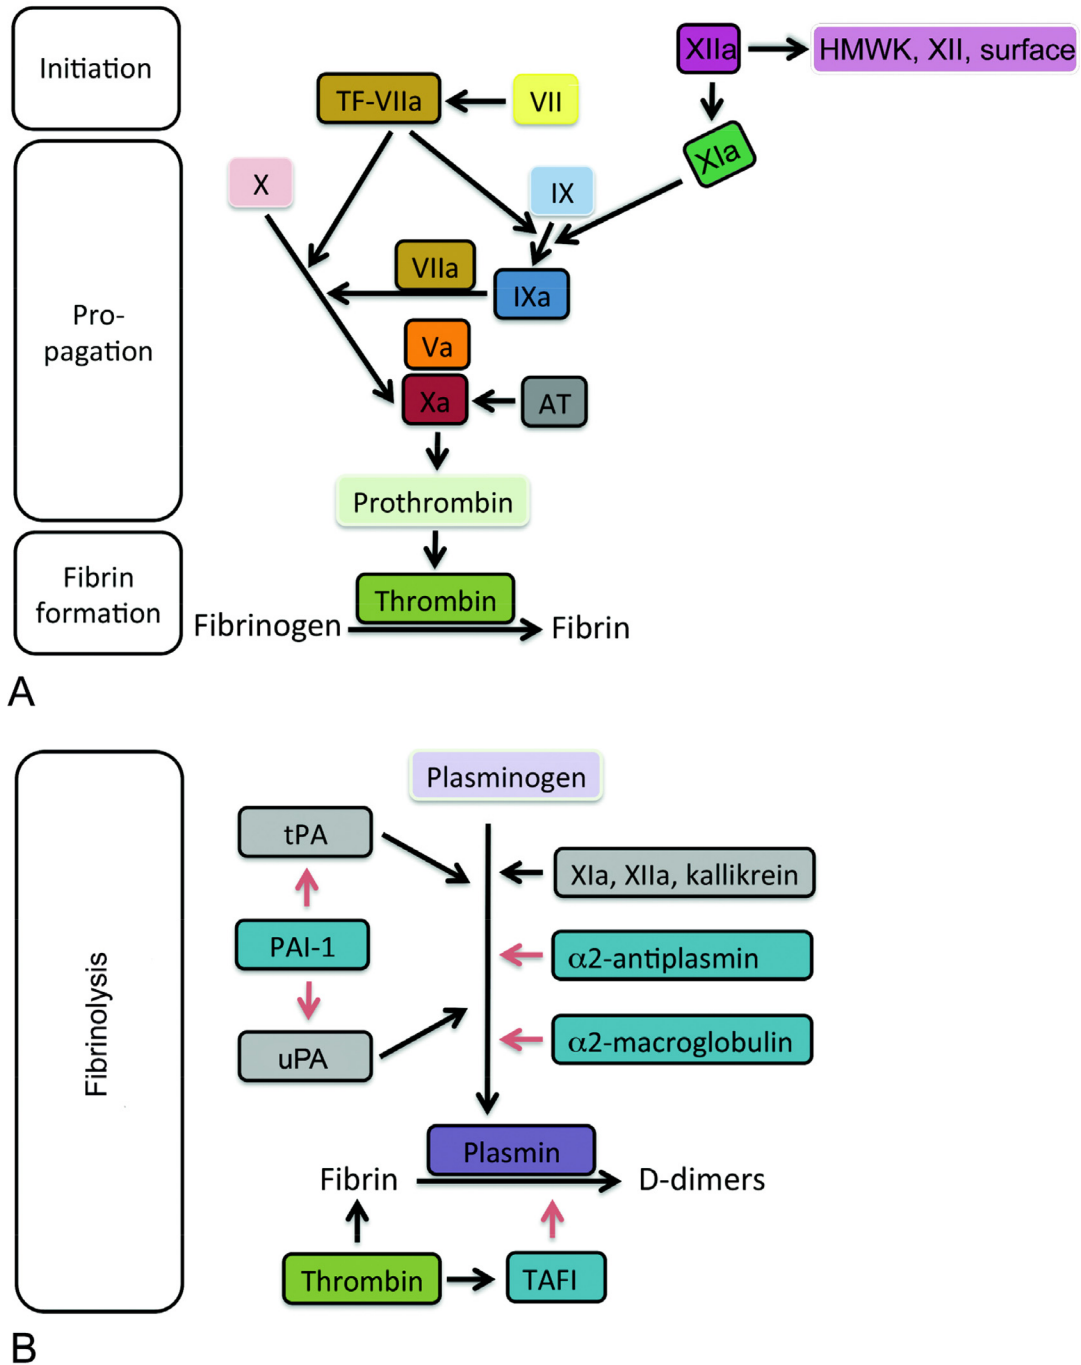 Initiation
XIIa
HMWK, XII, surface
TF-VIIa
VII
XIa
X
IX
Pro-
pagation
VIIa
IXa
Va
Xa
AT
Prothrombin
Fibrin
formation
Thrombin
Fibrinogen
Fibrin
A
Plasminogen
tPA
XIa, XIIa, kallikrein
PAI-1
α2-antiplasmin
Fibrinolysis
uPA
α2-macroglobulin
Plasmin
Fibrin
D-dimers
Thrombin
TAFI
B